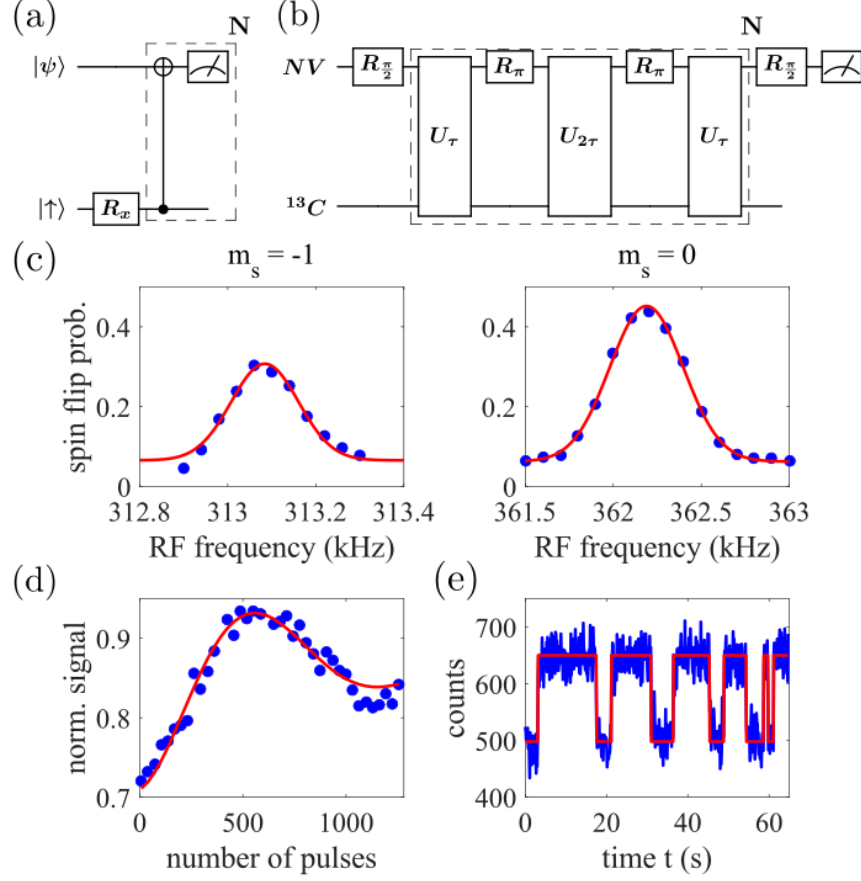 (a)
N
|ψ⟩
|↑⟩
R_x
(b)
N
NV
R_{π/2}
R_π
R_π
R_{π/2}
U_τ
U_{2τ}
U_τ
¹³C
(c)
m_s = -1
m_s = 0
spin flip prob.
0.4
0.2
0
312.8
313
313.2
313.4
RF frequency (kHz)
0.4
0.2
0
361.5
362
362.5
363
RF frequency (kHz)
(d)
norm. signal
0.9
0.8
0.7
0
500
1000
number of pulses
(e)
counts
700
600
500
400
0
20
40
60
time t (s)